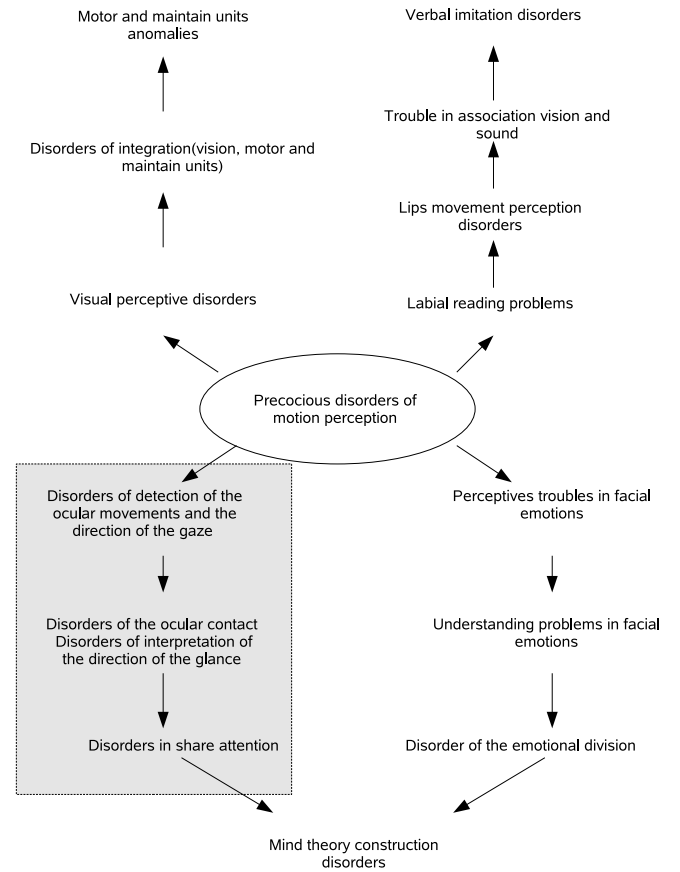 Motor and maintain units
anomalies
Verbal imitation disorders
Disorders of integration(vision, motor and
maintain units)
Trouble in association vision and
sound
Lips movement perception
disorders
Visual perceptive disorders
Labial reading problems
Precocious disorders of
motion perception
Disorders of detection of the
ocular movements and the
direction of the gaze
Perceptives troubles in facial
emotions
Disorders of the ocular contact
Disorders of interpretation of
the direction of the glance
Understanding problems in facial
emotions
Disorders in share attention
Disorder of the emotional division
Mind theory construction
disorders